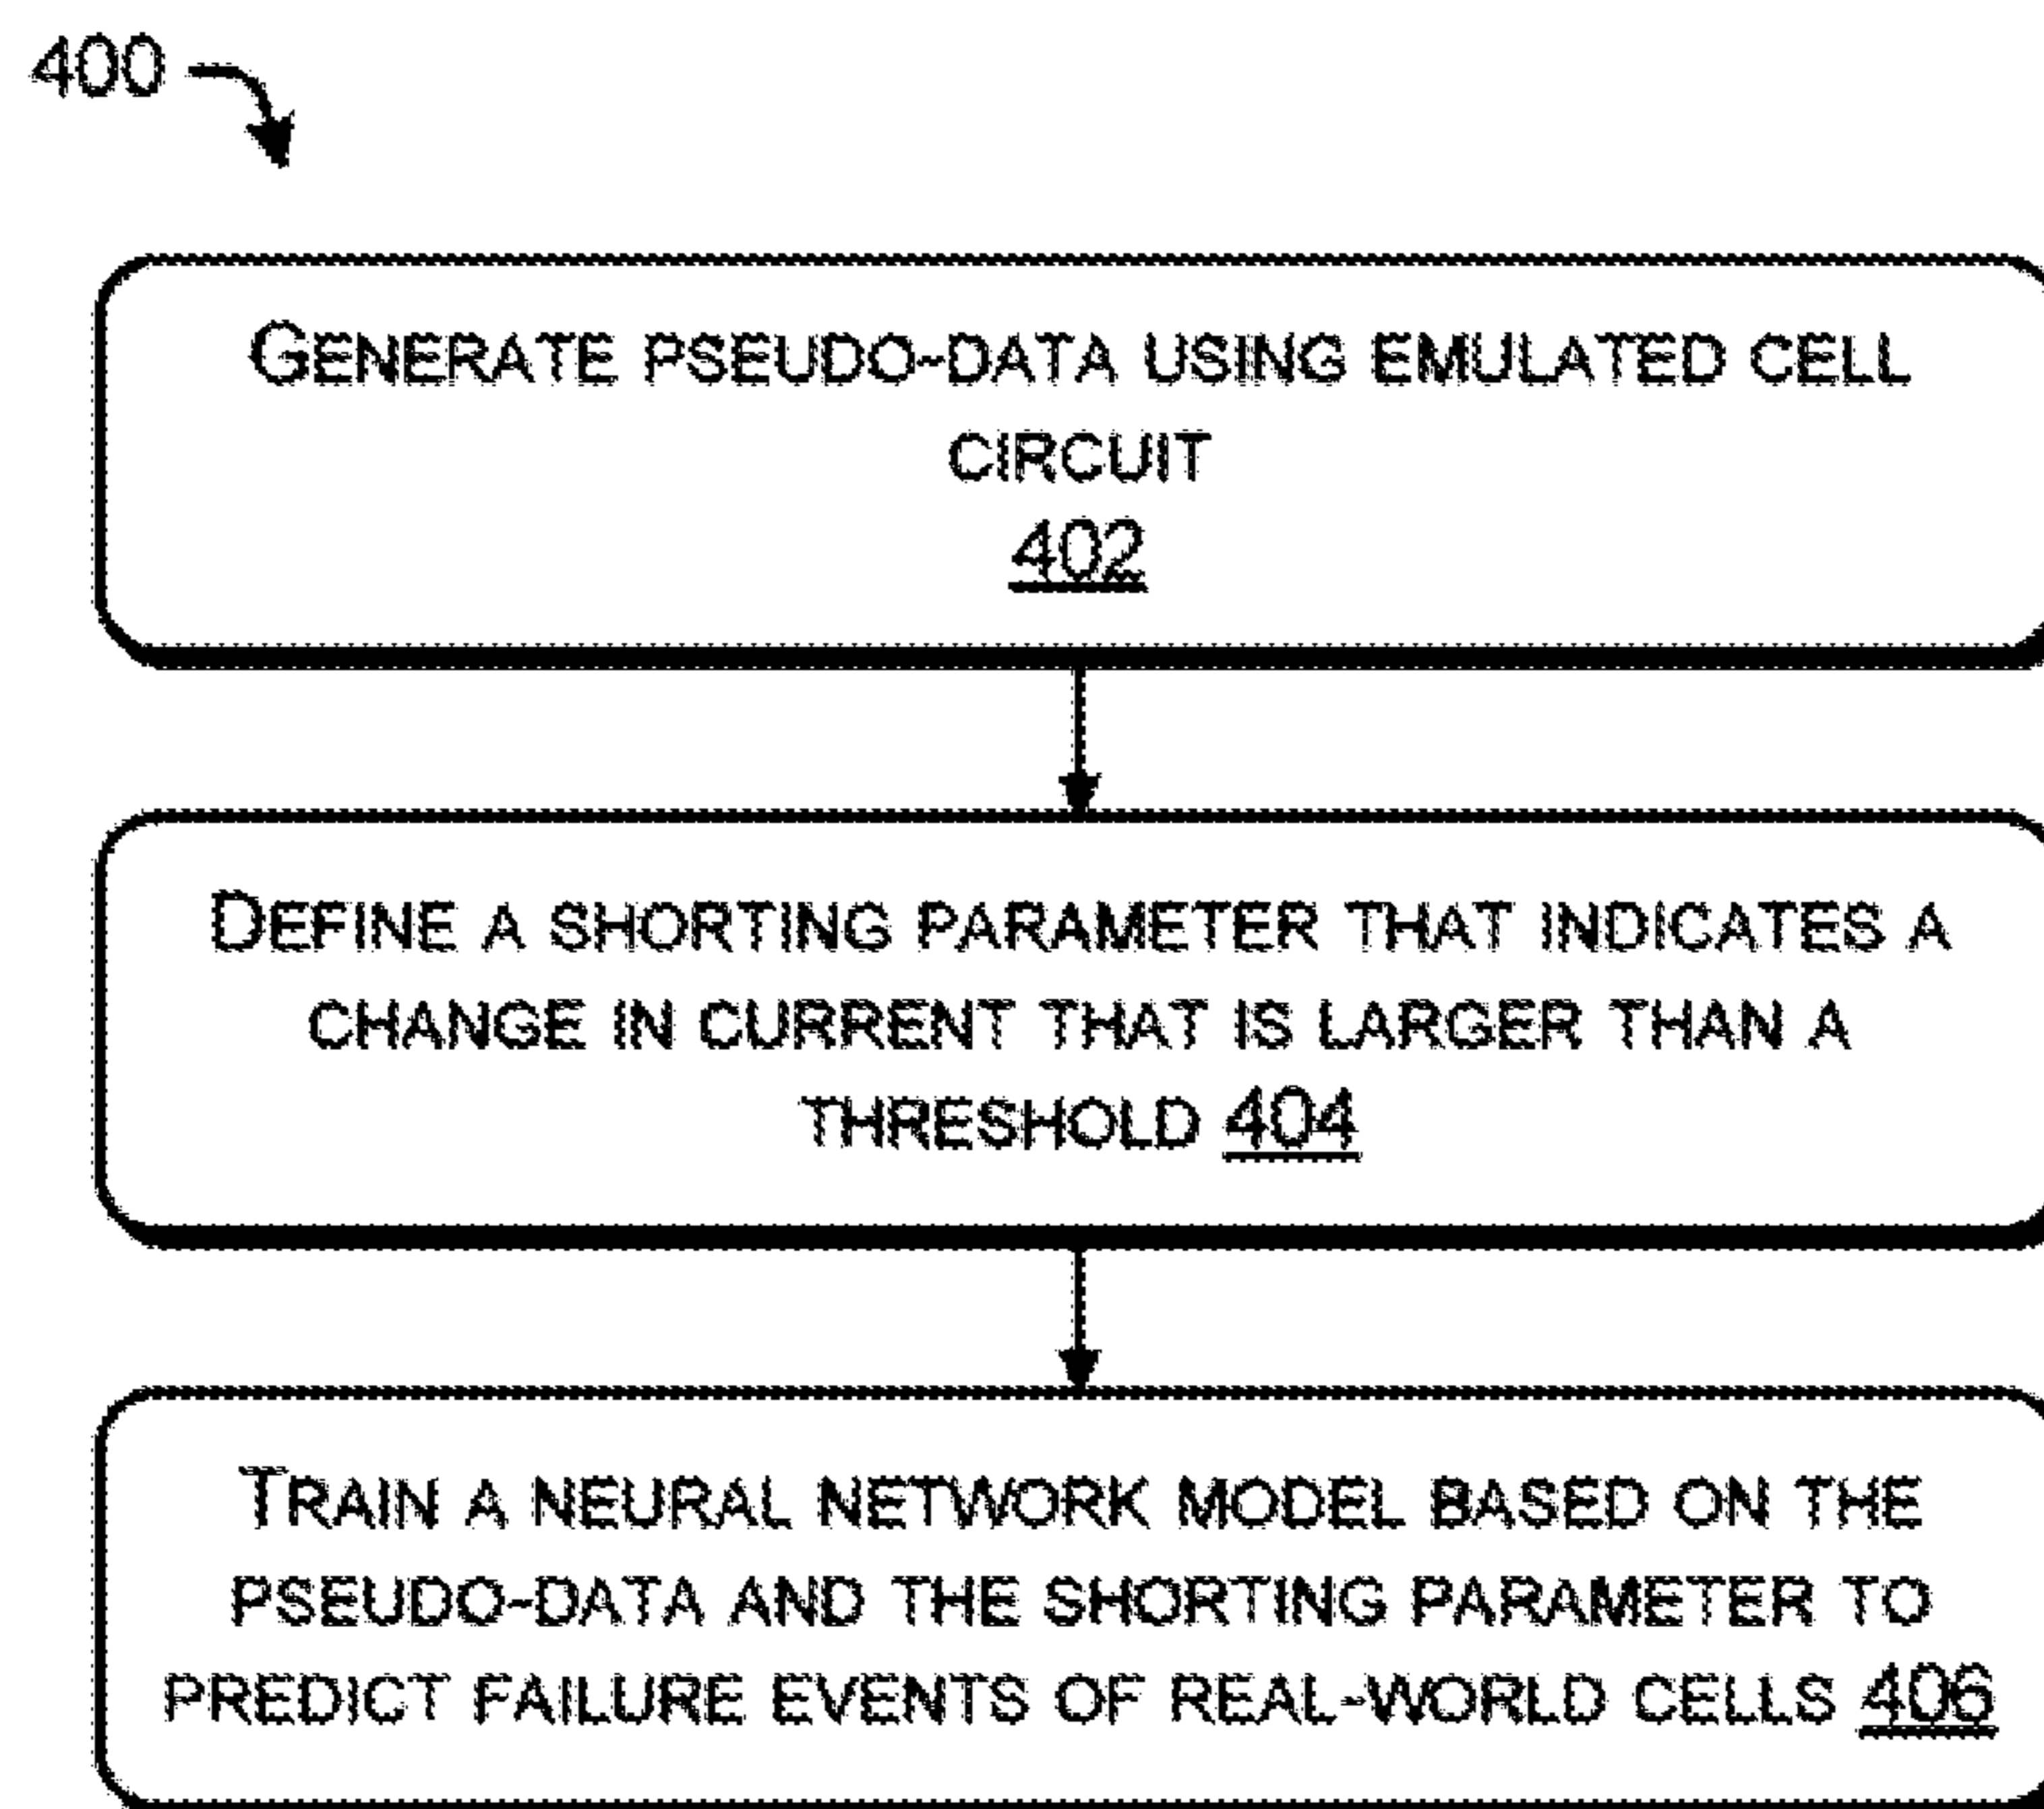 400
GENERATE PSEUDO-DATA USING EMULATED CELL
CIRCUIT
402
DEFINE A SHORTING PARAMETER THAT INDICATES A
CHANGE IN CURRENT THAT IS LARGER THAN A
THRESHOLD 404
TRAIN A NEURAL NETWORK MODEL BASED ON THE
PSEUDO-DATA AND THE SHORTING PARAMETER TO
PREDICT FAILURE EVENTS OF REAL-WORLD CELLS 406